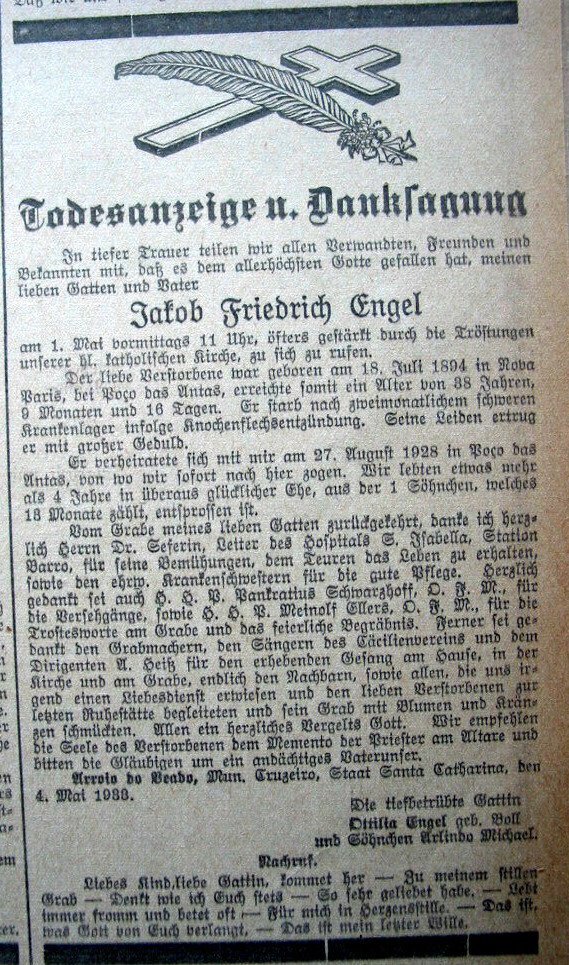 Todesanzeige u. Danksagung
In tiefer Trauer teilen wir allen Verwandten, Freunden und
Bekannten mit, daß es dem allerhöchsten Gotte gefallen hat, meinen
lieben Gatten und Vater
Jakob Friedrich Engel
am 1. Mai vormittags 11 Uhr, öfters gestärkt durch die Tröstungen
unserer hl. katholischen Kirche, zu sich zu rufen.
Der liebe Verstorbene war geboren am 18. Juli 1894 in Nova
Paris, bei Poço das Antas, erreichte somit ein Alter von 38 Jahren,
9 Monaten und 16 Tagen. Er starb nach zweimonatlichem schweren
Krankenlager infolge Knochenflechsentzündung. Seine Leiden ertrug
er mit großer Geduld.
Er verheiratete sich mit mir am 27. August 1928 in Poço das
Antas, von wo wir sofort nach hier zogen. Wir lebten etwas mehr
als 4 Jahre in überaus glücklicher Ehe, aus der 1 Söhnchen, welches
18 Monate zählt, entsprossen ist.
Vom Grabe meines lieben Gatten zurückgekehrt, danke ich herz-
lich Herrn Dr. Seferin, Leiter des Hospitals S. Isabella, Station
Barro, für seine Bemühungen, dem Teuren das Leben zu erhalten,
sowie den ehrw. Krankenschwestern für die gute Pflege. Herzlich
gedankt sei auch H. H. P. Pankratius Schwarzhoff, O. F. M., für
die Versehgänge, sowie H. H. P. Meinolf Ellers, O. F. M., für die
Trostesworte am Grabe und das feierliche Begräbnis. Ferner sei ge-
dankt den Grabmachern, den Sängern des Cäcilienvereins und dem
Dirigenten A. Heiß für den erhebenden Gesang am Hause, in der
Kirche und am Grabe, endlich den Nachbarn, sowie allen, die uns ir-
gend einen Liebesdienst erwiesen und den lieben Verstorbenen zur
letzten Ruhestätte begleiteten und sein Grab mit Blumen und Krän-
zen schmückten. Allen ein herzliches Vergelts Gott. Wir empfehlen
die Seele des Verstorbenen dem Memento der Priester am Altare und
bitten die Gläubigen um ein andächtiges Vaterunser.
Arroio do Veado, Mun. Cruzeiro, Staat Santa Catharina, den
4. Mai 1933.
Die tiefbetrübte Gattin
Ottilia Engel geb. Boll
und Söhnchen Arlindo Michael.
Nachruf.
Liebes Kind, liebe Gattin, kommet her — Zu meinem stillen
Grab — Denkt wie ich Euch stets — So sehr geliebet habe. — Lebt
immer fromm und betet oft — Für mich in Herzensstille. — Das ist,
was Gott von Euch verlangt. — Das ist mein letzter Wille.